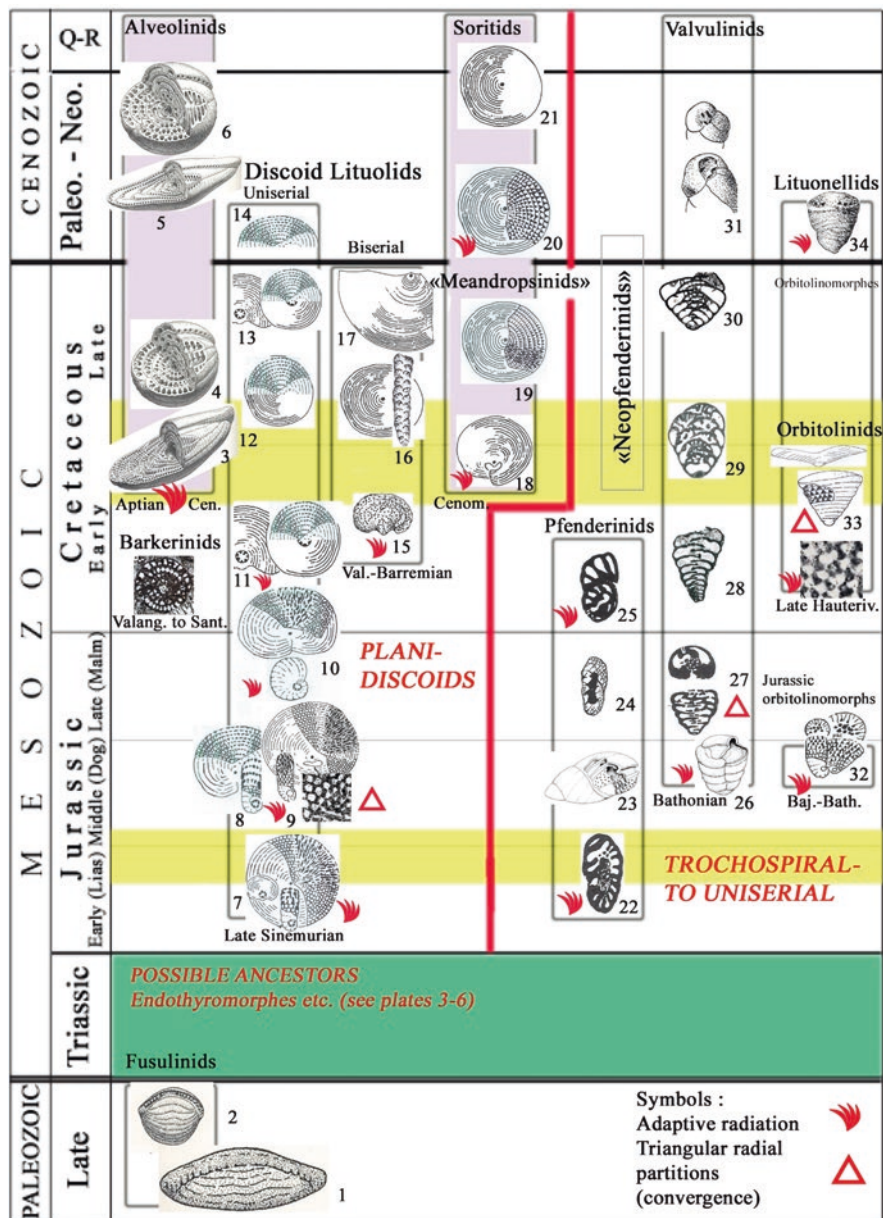 CENOZOIC
Q-R
Alveolinids
Soritids
Valvulinids
Paleo. - Neo.
6
21
5
Discoid Lituolids
Uniserial
14
Biserial
20
31
Lituonellids
34
MESOZOIC
Cretaceous
Late
Early
13
17
«Meandropsinids»
«Neopfenderinids»
30
Orbitolinomorphes
4
12
19
3
16
18
29
Orbitolinids
Aptian
Cen.
Cenom.
33
Barkerinids
11
15
Pfenderinids
28
Valang. to Sant.
Val.-Barremian
25
Late Hauteriv.
Jurassic
Early (Lias) Middle (Dog) Late (Malm)
10
PLANI-
DISCOIDS
24
27
Jurassic
orbitolinomorphs
8
9
23
Bathonian
26
32
Baj.-Bath.
7
Late Sinemurian
22
TROCHOSPIRAL-
TO UNISERIAL
Triassic
POSSIBLE ANCESTORS
Endothyromorphes etc. (see plates 3-6)
Fusulinids
PALEOZOIC
Late
2
1
Symbols :
Adaptive radiation
Triangular radial
partitions
(convergence)